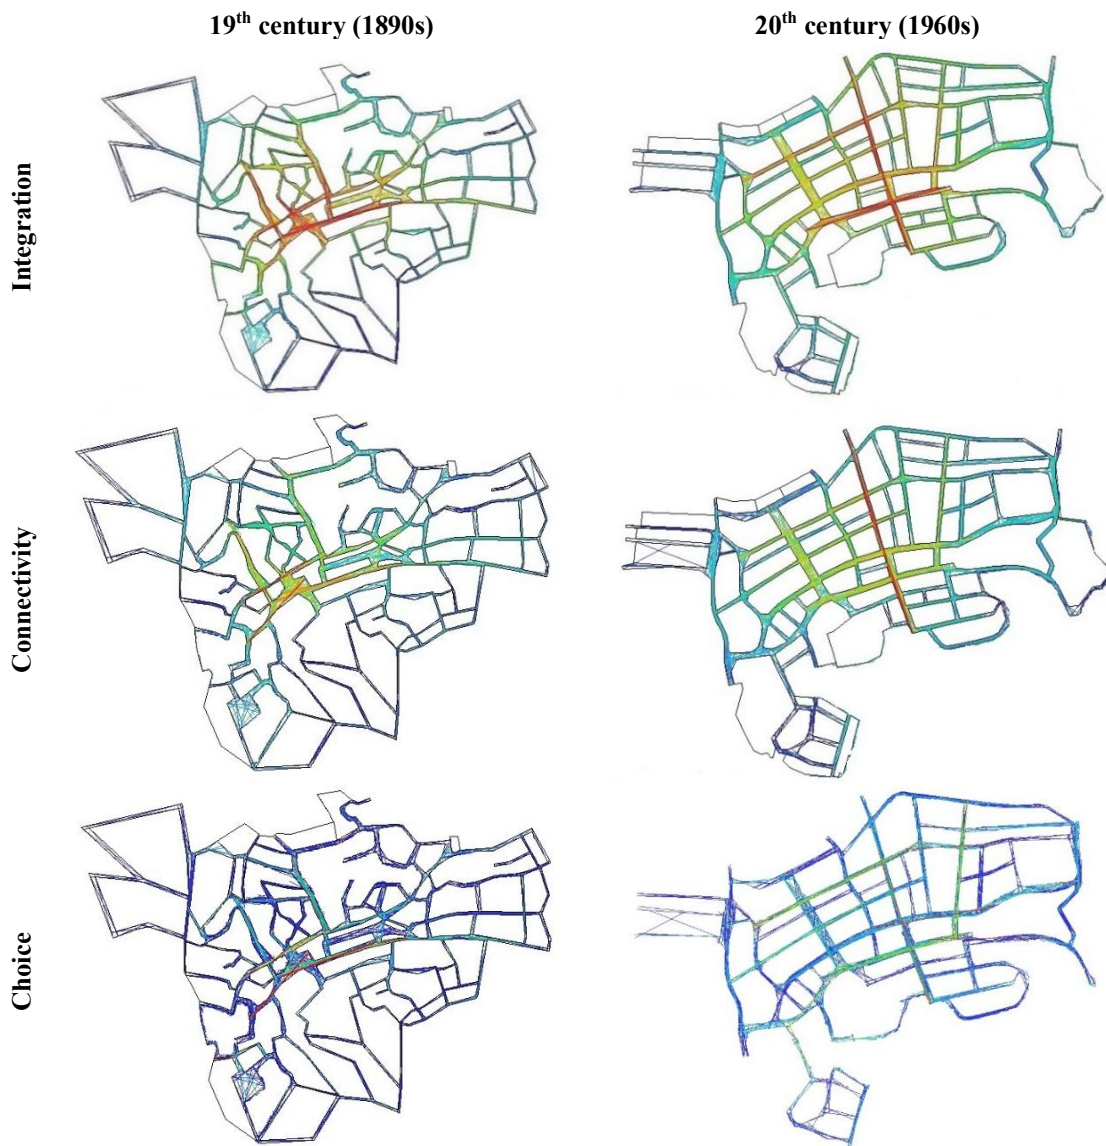 19th century (1890s)
20th century (1960s)
Integration
Connectivity
Choice